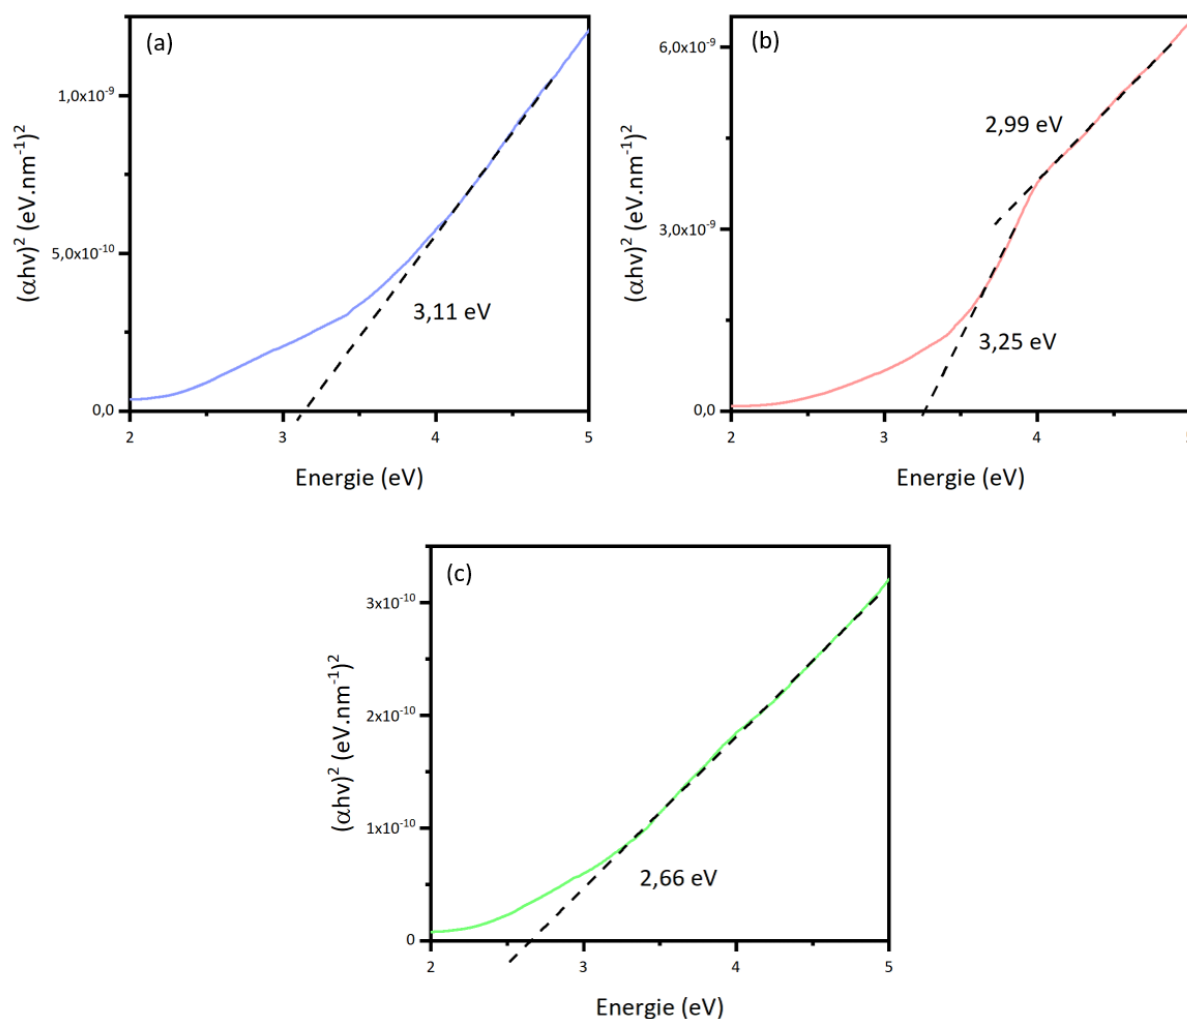 (a)
(αhν)² (eV.nm⁻¹)²
1,0x10⁻⁹
5,0x10⁻¹⁰
0,0
3,11 eV
2 3 4 5
Energie (eV)
(b)
(αhν)² (eV.nm⁻¹)²
6,0x10⁻⁹
3,0x10⁻⁹
0,0
2,99 eV
3,25 eV
2 3 4 5
Energie (eV)
(c)
(αhν)² (eV.nm⁻¹)²
3x10⁻¹⁰
2x10⁻¹⁰
1x10⁻¹⁰
0
2,66 eV
2 3 4 5
Energie (eV)